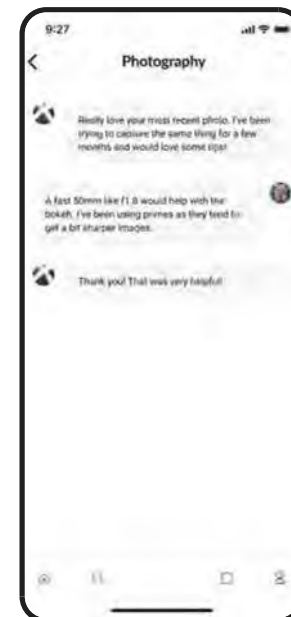 9:27
Photography
Really love your most recent photo. I've been
trying to capture the same thing for a few
months and would love some tips!
A fast 50mm like f1.8 would help with the
bokeh. I've been using primes as they tend to
get a bit sharper images.
Thank you! That was very helpful!